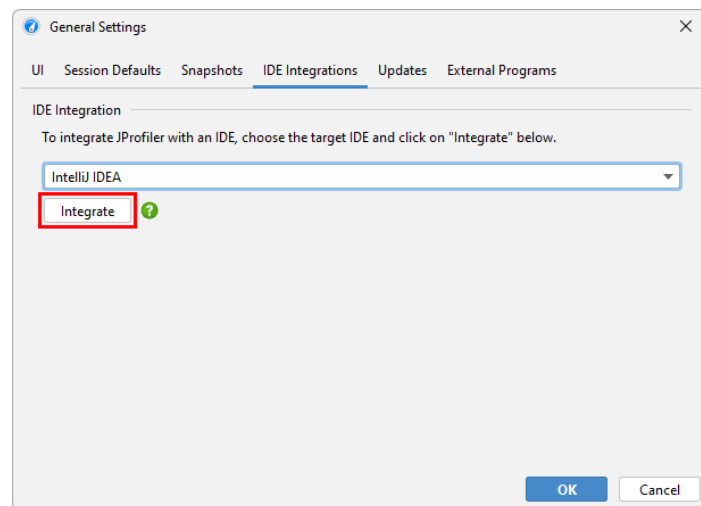 General Settings
UI Session Defaults Snapshots IDE Integrations Updates External Programs
IDE Integration
To integrate JProfiler with an IDE, choose the target IDE and click on "Integrate" below.
IntelliJ IDEA
Integrate ?
OK Cancel